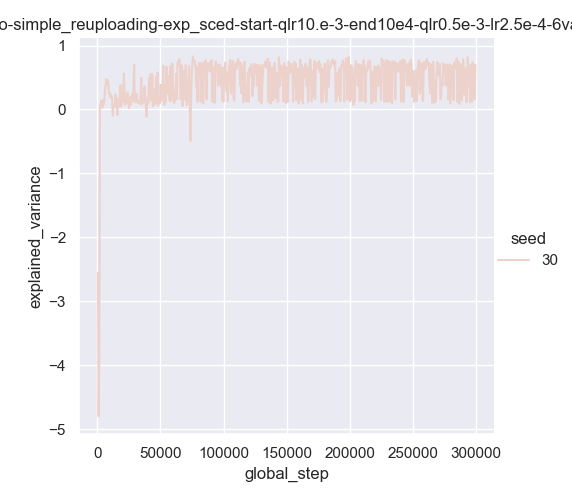 o-simple_reuploading-exp_sced-start-qlr10.e-3-end10e4-qlr0.5e-3-lr2.5e-4-6va
1
0
−1
−2
−3
−4
−5
explained_variance
0 50000 100000 150000 200000 250000 300000
global_step
seed
30